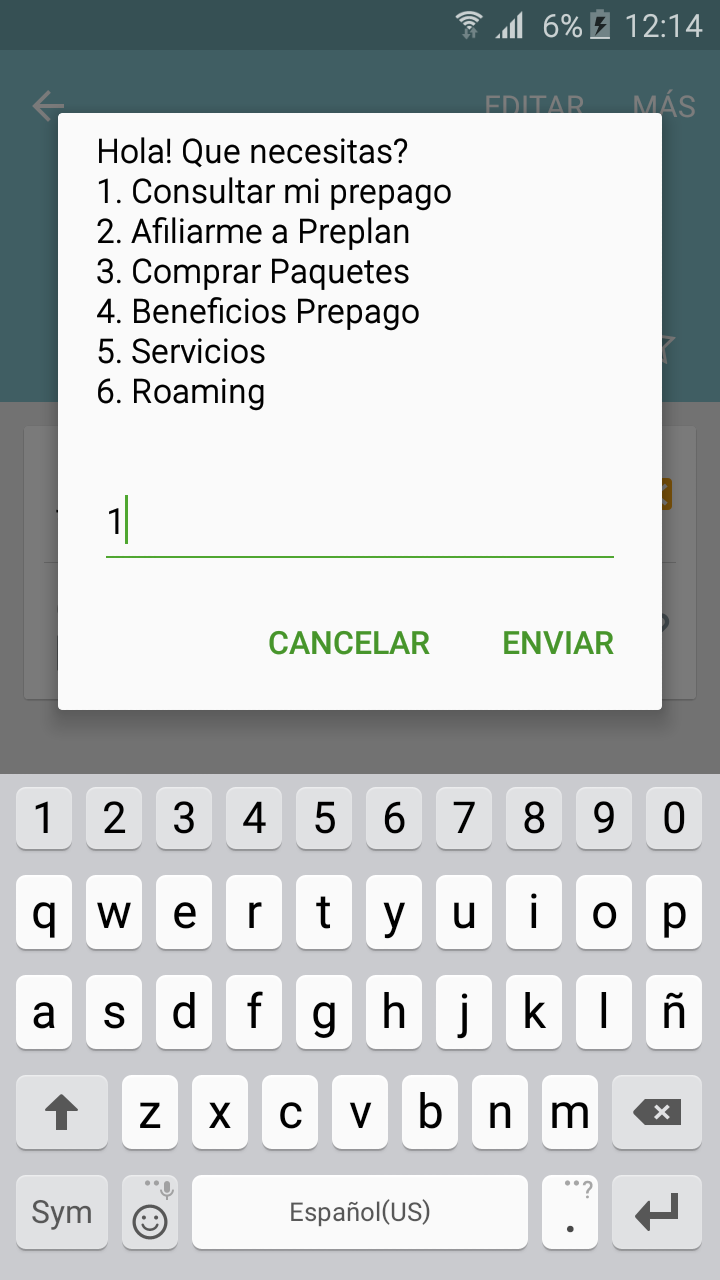 6% 12:14
EDITAR MÁS
Hola! Que necesitas?
1. Consultar mi prepago
2. Afiliarme a Preplan
3. Comprar Paquetes
4. Beneficios Prepago
5. Servicios
6. Roaming
1
CANCELAR ENVIAR
1 2 3 4 5 6 7 8 9 0
q w e r t y u i o p
a s d f g h j k l ñ
z x c v b n m
Sym Español(US) . ?